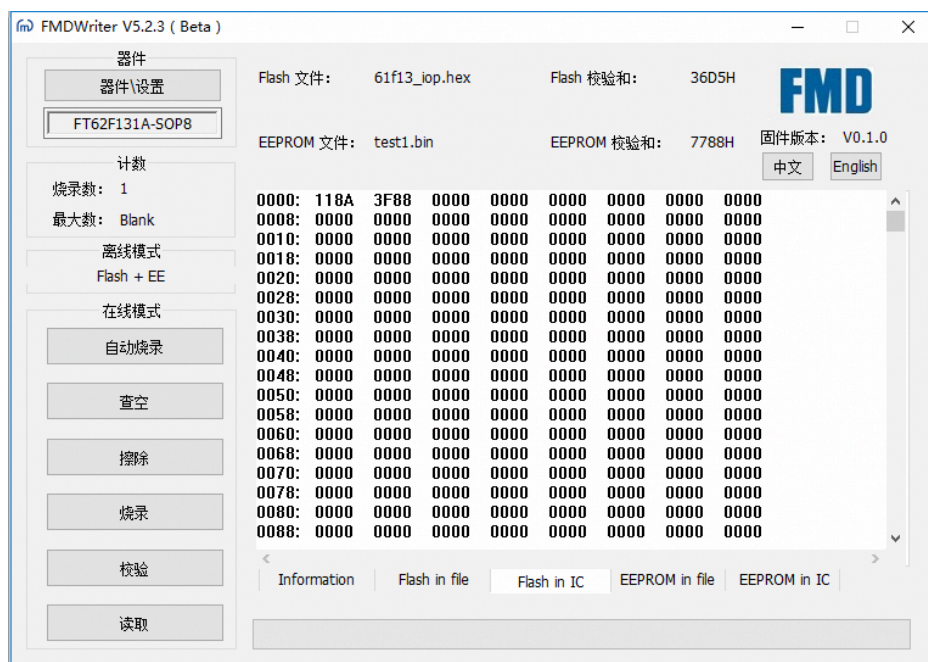 FMDWriter V5.2.3 ( Beta )
器件
器件\设置
FT62F131A-SOP8
计数
烧录数： 1
最大数： Blank
离线模式
Flash + EE
在线模式
自动烧录
查空
擦除
烧录
校验
读取
Flash 文件： 61f13_iop.hex Flash 校验和： 36D5H
EEPROM 文件： test1.bin EEPROM 校验和： 7788H
FMD
固件版本： V0.1.0
中文 English
0000: 118A 3F88 0000 0000 0000 0000 0000 0000
0008: 0000 0000 0000 0000 0000 0000 0000 0000
0010: 0000 0000 0000 0000 0000 0000 0000 0000
0018: 0000 0000 0000 0000 0000 0000 0000 0000
0020: 0000 0000 0000 0000 0000 0000 0000 0000
0028: 0000 0000 0000 0000 0000 0000 0000 0000
0030: 0000 0000 0000 0000 0000 0000 0000 0000
0038: 0000 0000 0000 0000 0000 0000 0000 0000
0040: 0000 0000 0000 0000 0000 0000 0000 0000
0048: 0000 0000 0000 0000 0000 0000 0000 0000
0050: 0000 0000 0000 0000 0000 0000 0000 0000
0058: 0000 0000 0000 0000 0000 0000 0000 0000
0060: 0000 0000 0000 0000 0000 0000 0000 0000
0068: 0000 0000 0000 0000 0000 0000 0000 0000
0070: 0000 0000 0000 0000 0000 0000 0000 0000
0078: 0000 0000 0000 0000 0000 0000 0000 0000
0080: 0000 0000 0000 0000 0000 0000 0000 0000
0088: 0000 0000 0000 0000 0000 0000 0000 0000
Information Flash in file Flash in IC EEPROM in file EEPROM in IC